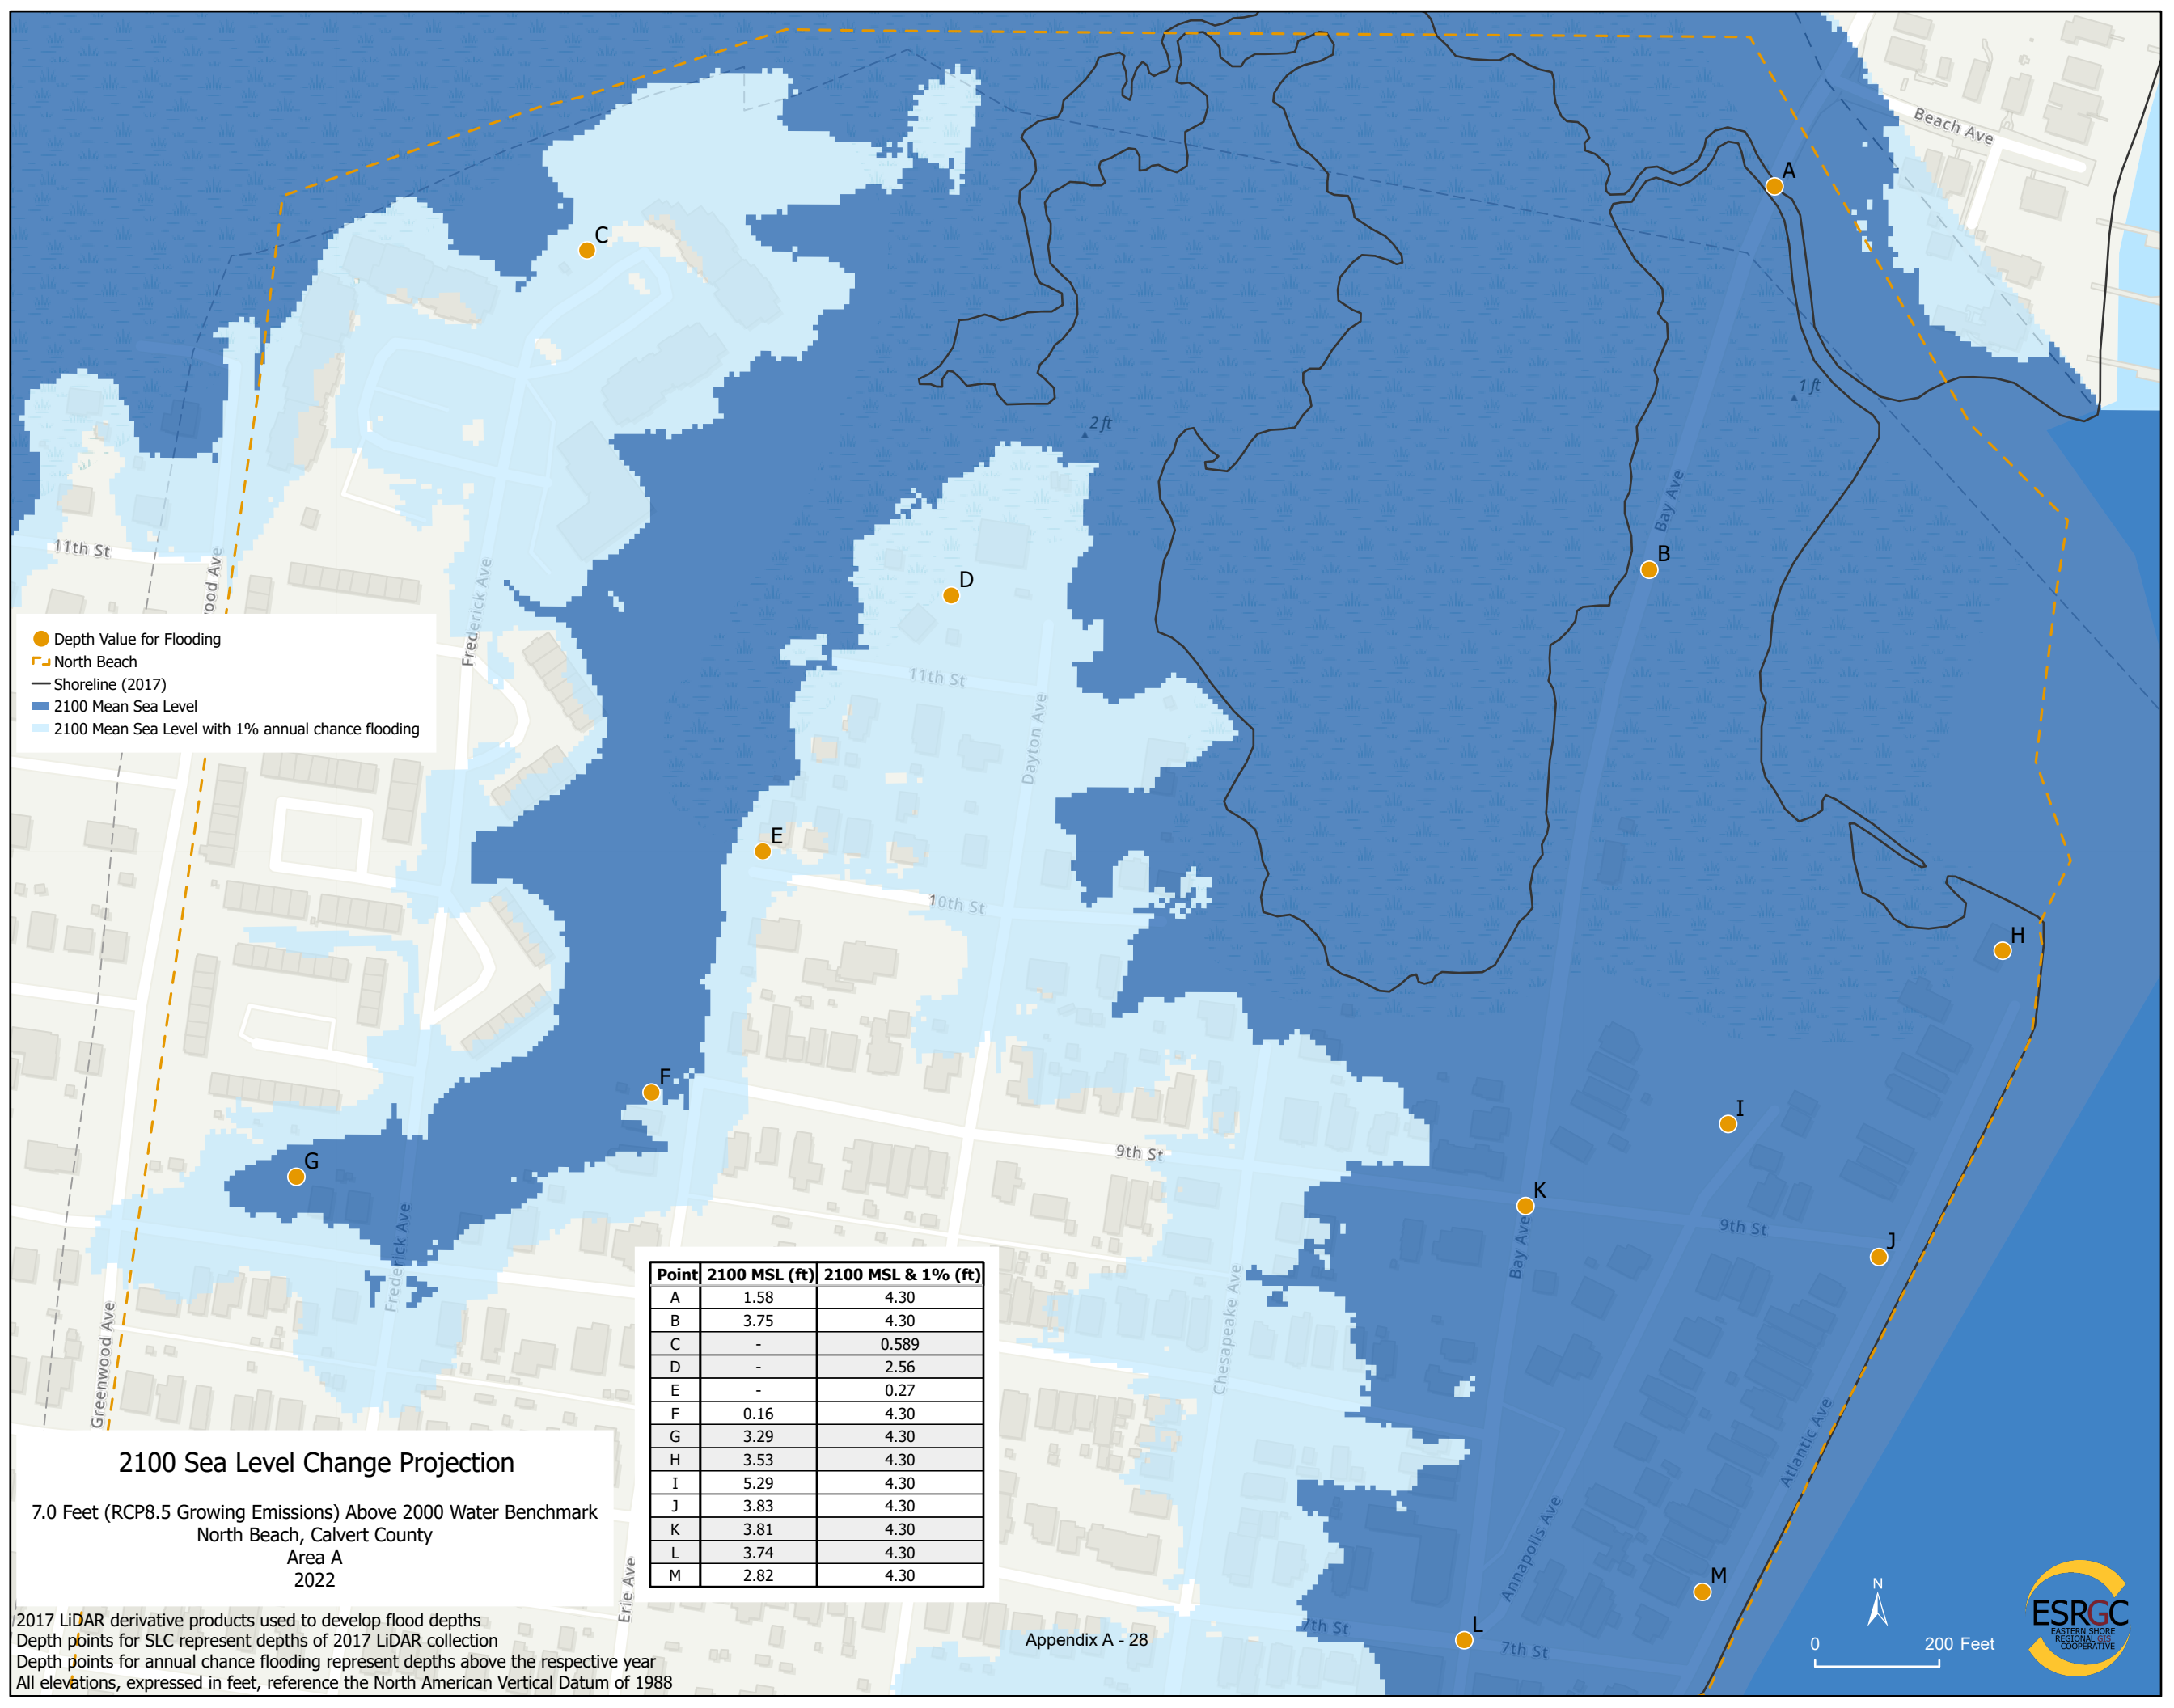 Beach Ave
A
C
1 ft
2 ft
Bay Ave
B
11th St
wood Ave
Frederick Ave
D
Depth Value for Flooding
North Beach
Shoreline (2017)
2100 Mean Sea Level
2100 Mean Sea Level with 1% annual chance flooding
11th St
Dayton Ave
E
10th St
H
F
I
9th St
G
K
9th St
J
Frederick Ave
Bay Ave
Chesapeake Ave
Greenwood Ave
Atlantic Ave
Annapolis Ave
Erie Ave
Point 2100 MSL (ft) 2100 MSL & 1% (ft)
A 1.58 4.30
B 3.75 4.30
C - 0.589
D - 2.56
E - 0.27
F 0.16 4.30
G 3.29 4.30
H 3.53 4.30
I 5.29 4.30
J 3.83 4.30
K 3.81 4.30
L 3.74 4.30
M 2.82 4.30
2100 Sea Level Change Projection
7.0 Feet (RCP8.5 Growing Emissions) Above 2000 Water Benchmark
North Beach, Calvert County
Area A
2022
M
L
7th St
7th St
2017 LiDAR derivative products used to develop flood depths
Depth points for SLC represent depths of 2017 LiDAR collection
Depth points for annual chance flooding represent depths above the respective year
All elevations, expressed in feet, reference the North American Vertical Datum of 1988
Appendix A - 28
N
0 200 Feet
ESRGC
EASTERN SHORE
REGIONAL GIS
COOPERATIVE